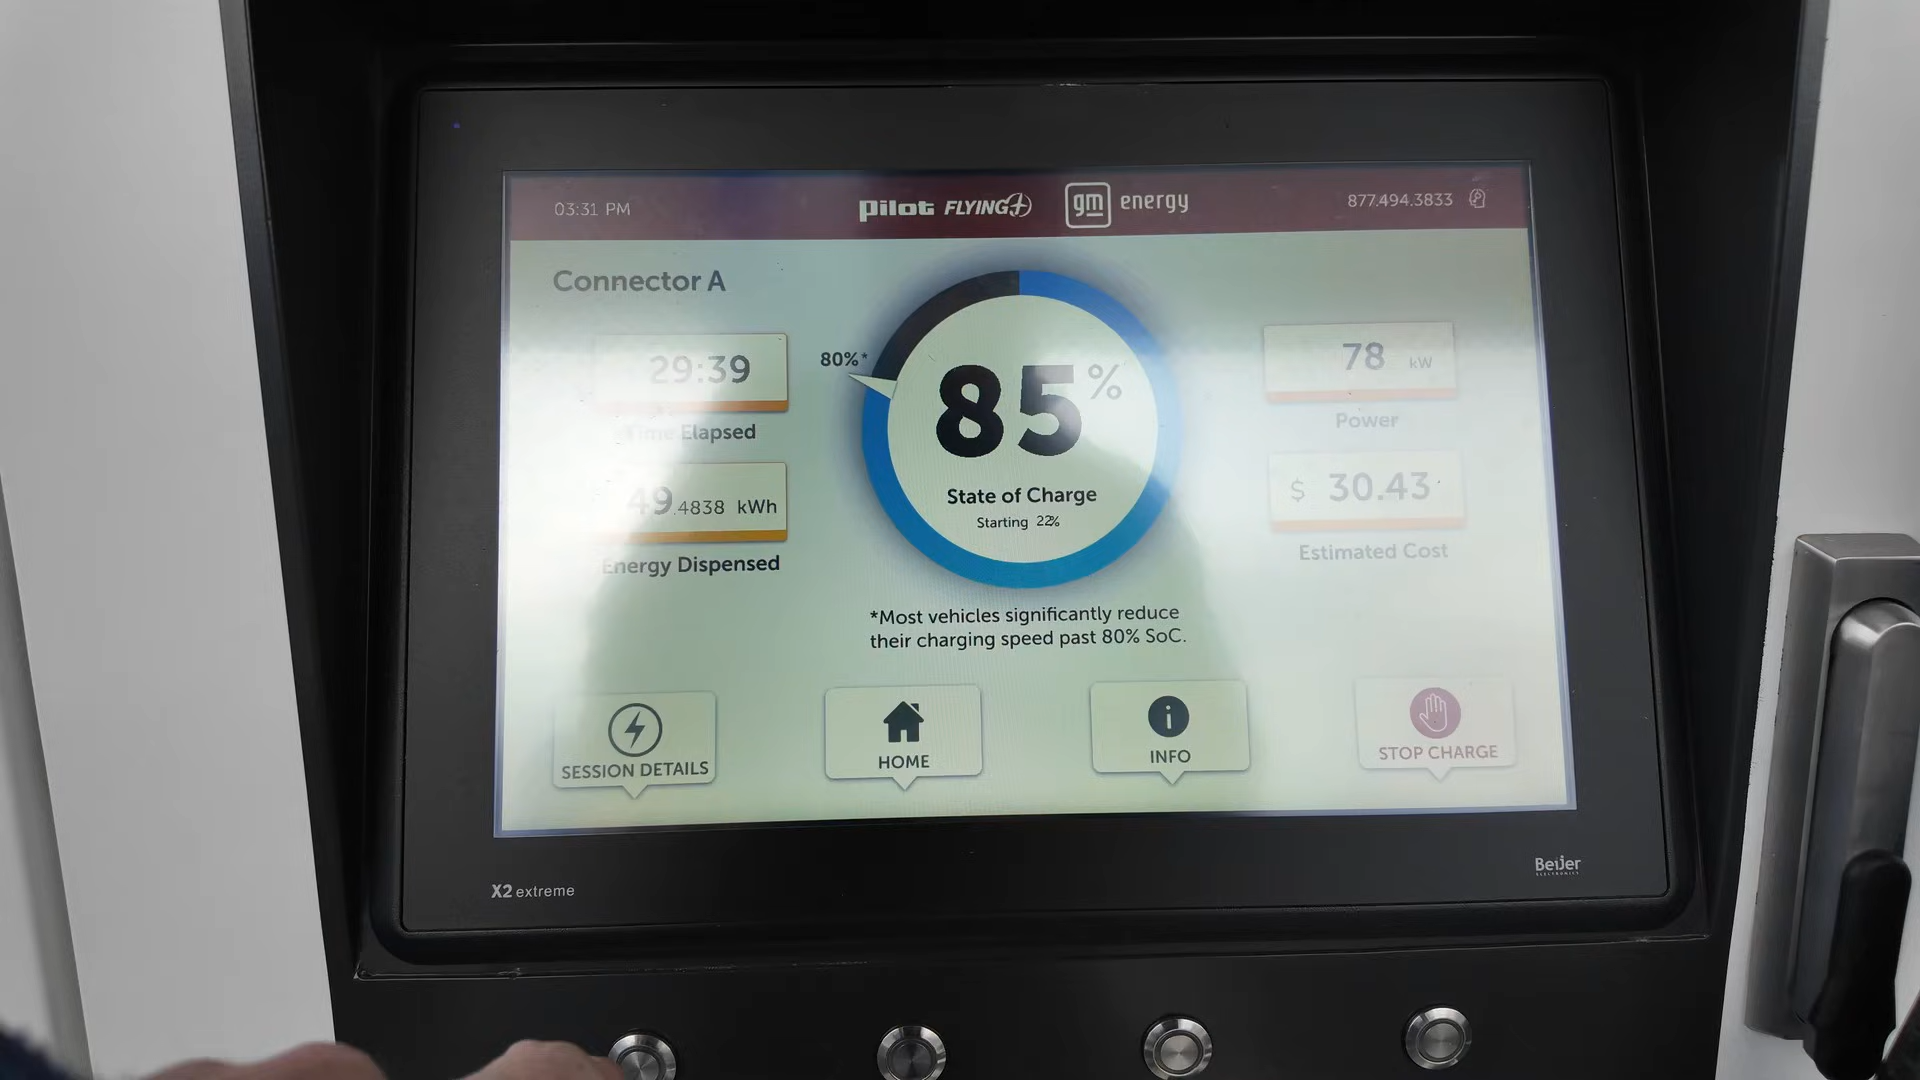 03:31 PM
Pilot FLYING J
gm energy
877.494.3833
Connector A
29:39
Time Elapsed
49.4838 kWh
Energy Dispensed
80%*
85%
State of Charge
Starting 22%
78 kW
Power
$ 30.43
Estimated Cost
*Most vehicles significantly reduce
their charging speed past 80% SoC.
SESSION DETAILS
HOME
INFO
STOP CHARGE
X2 extreme
Beijer
ELECTRONICS